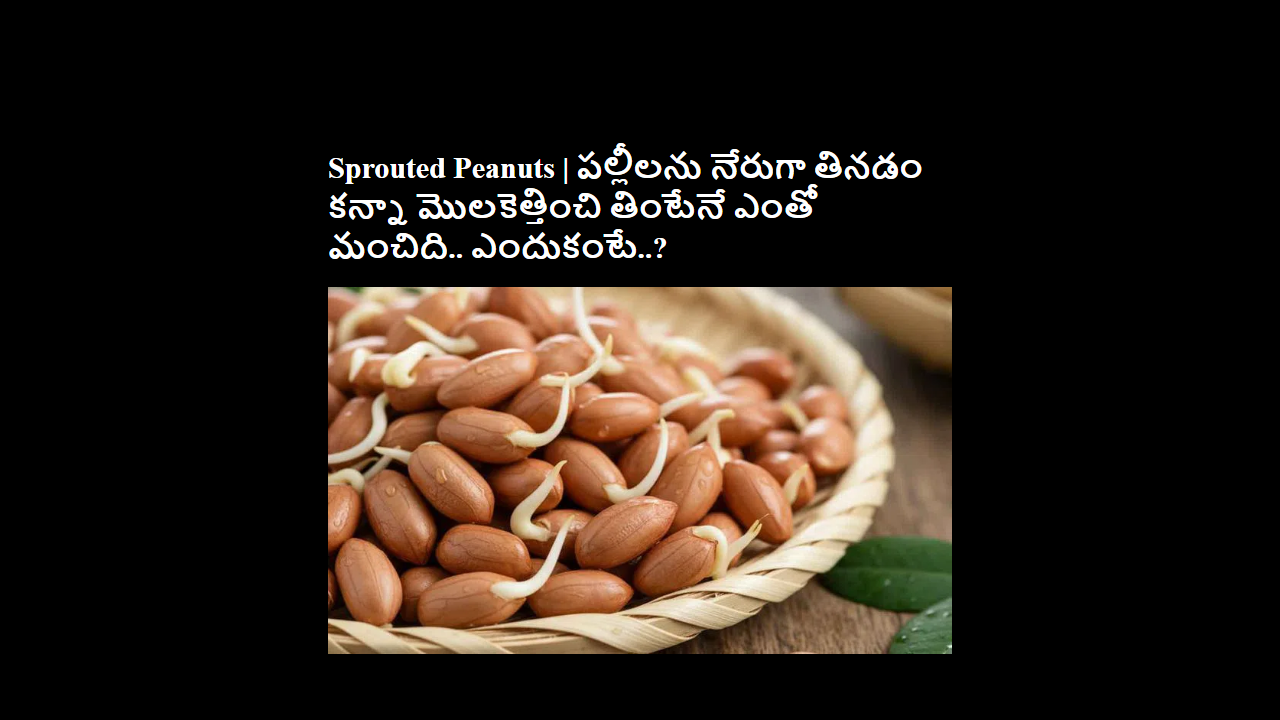 Sprouted Peanuts | పల్లీలను నేరుగా తినడం
కన్నా మొలకెత్తించి తింటేనే ఎంతో
మంచిది.. ఎందుకంటే..?